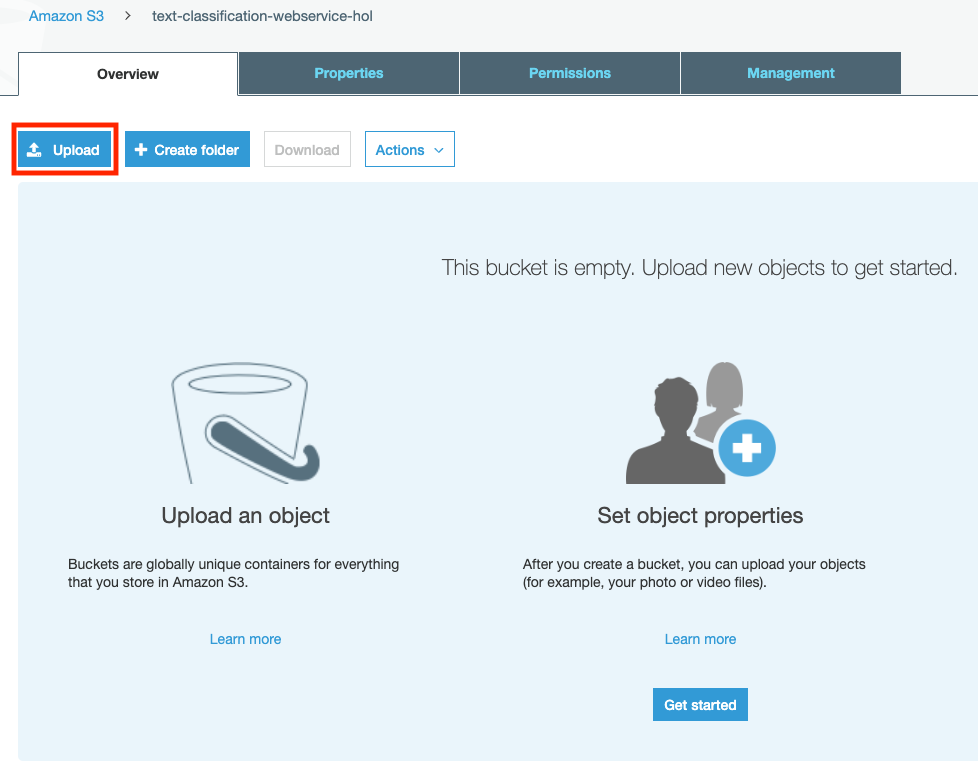 Amazon S3 > text-classification-webservice-hol
Overview Properties Permissions Management
Upload Create folder Download Actions
This bucket is empty. Upload new objects to get started.
Upload an object
Buckets are globally unique containers for everything
that you store in Amazon S3.
Learn more
Set object properties
After you create a bucket, you can upload your objects
(for example, your photo or video files).
Learn more
Get started